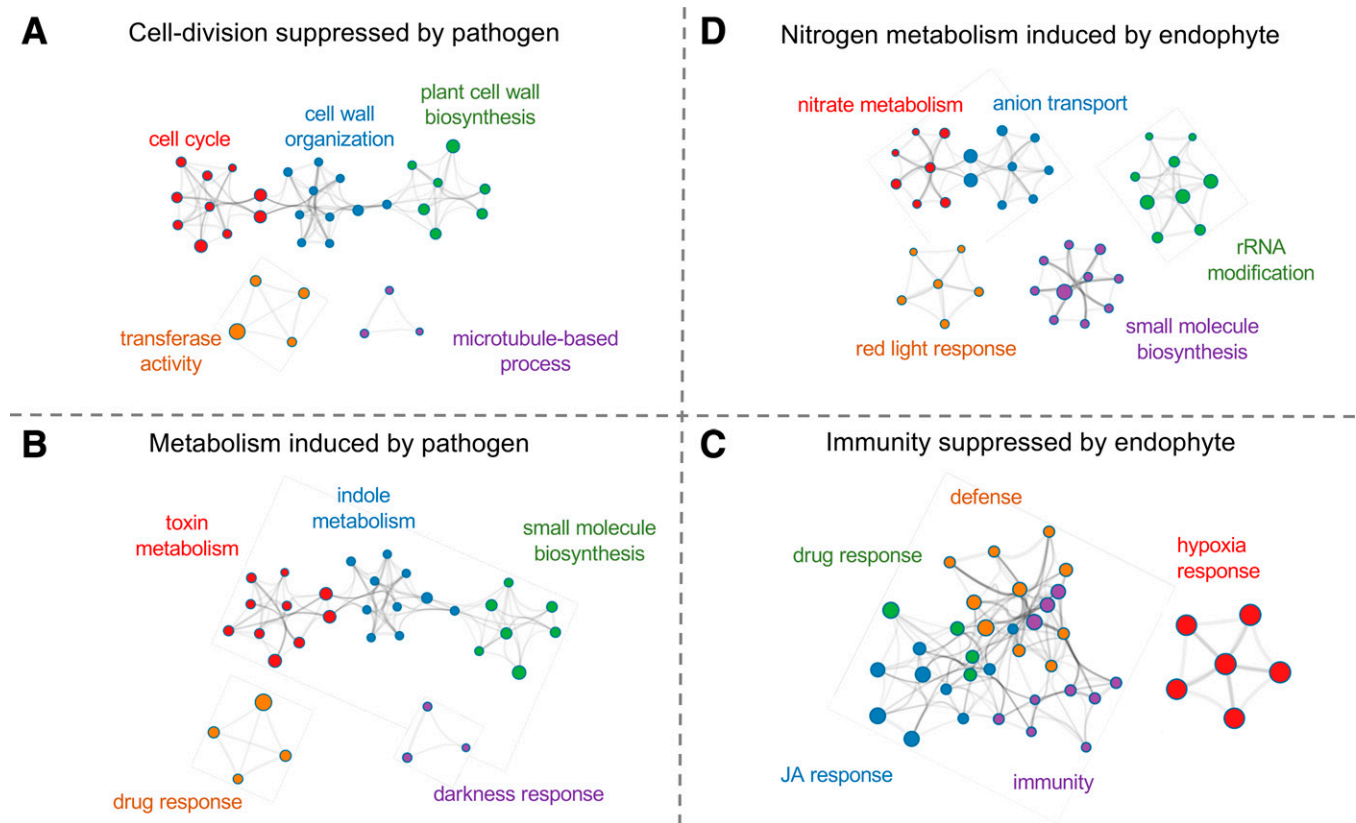 A
Cell-division suppressed by pathogen
plant cell wall
biosynthesis
cell wall
organization
cell cycle
transferase
activity
microtubule-based
process
D
Nitrogen metabolism induced by endophyte
nitrate metabolism
anion transport
rRNA
modification
small molecule
biosynthesis
red light response
B
Metabolism induced by pathogen
indole
metabolism
toxin
metabolism
small molecule
biosynthesis
drug response
darkness response
C
Immunity suppressed by endophyte
defense
drug response
hypoxia
response
JA response
immunity